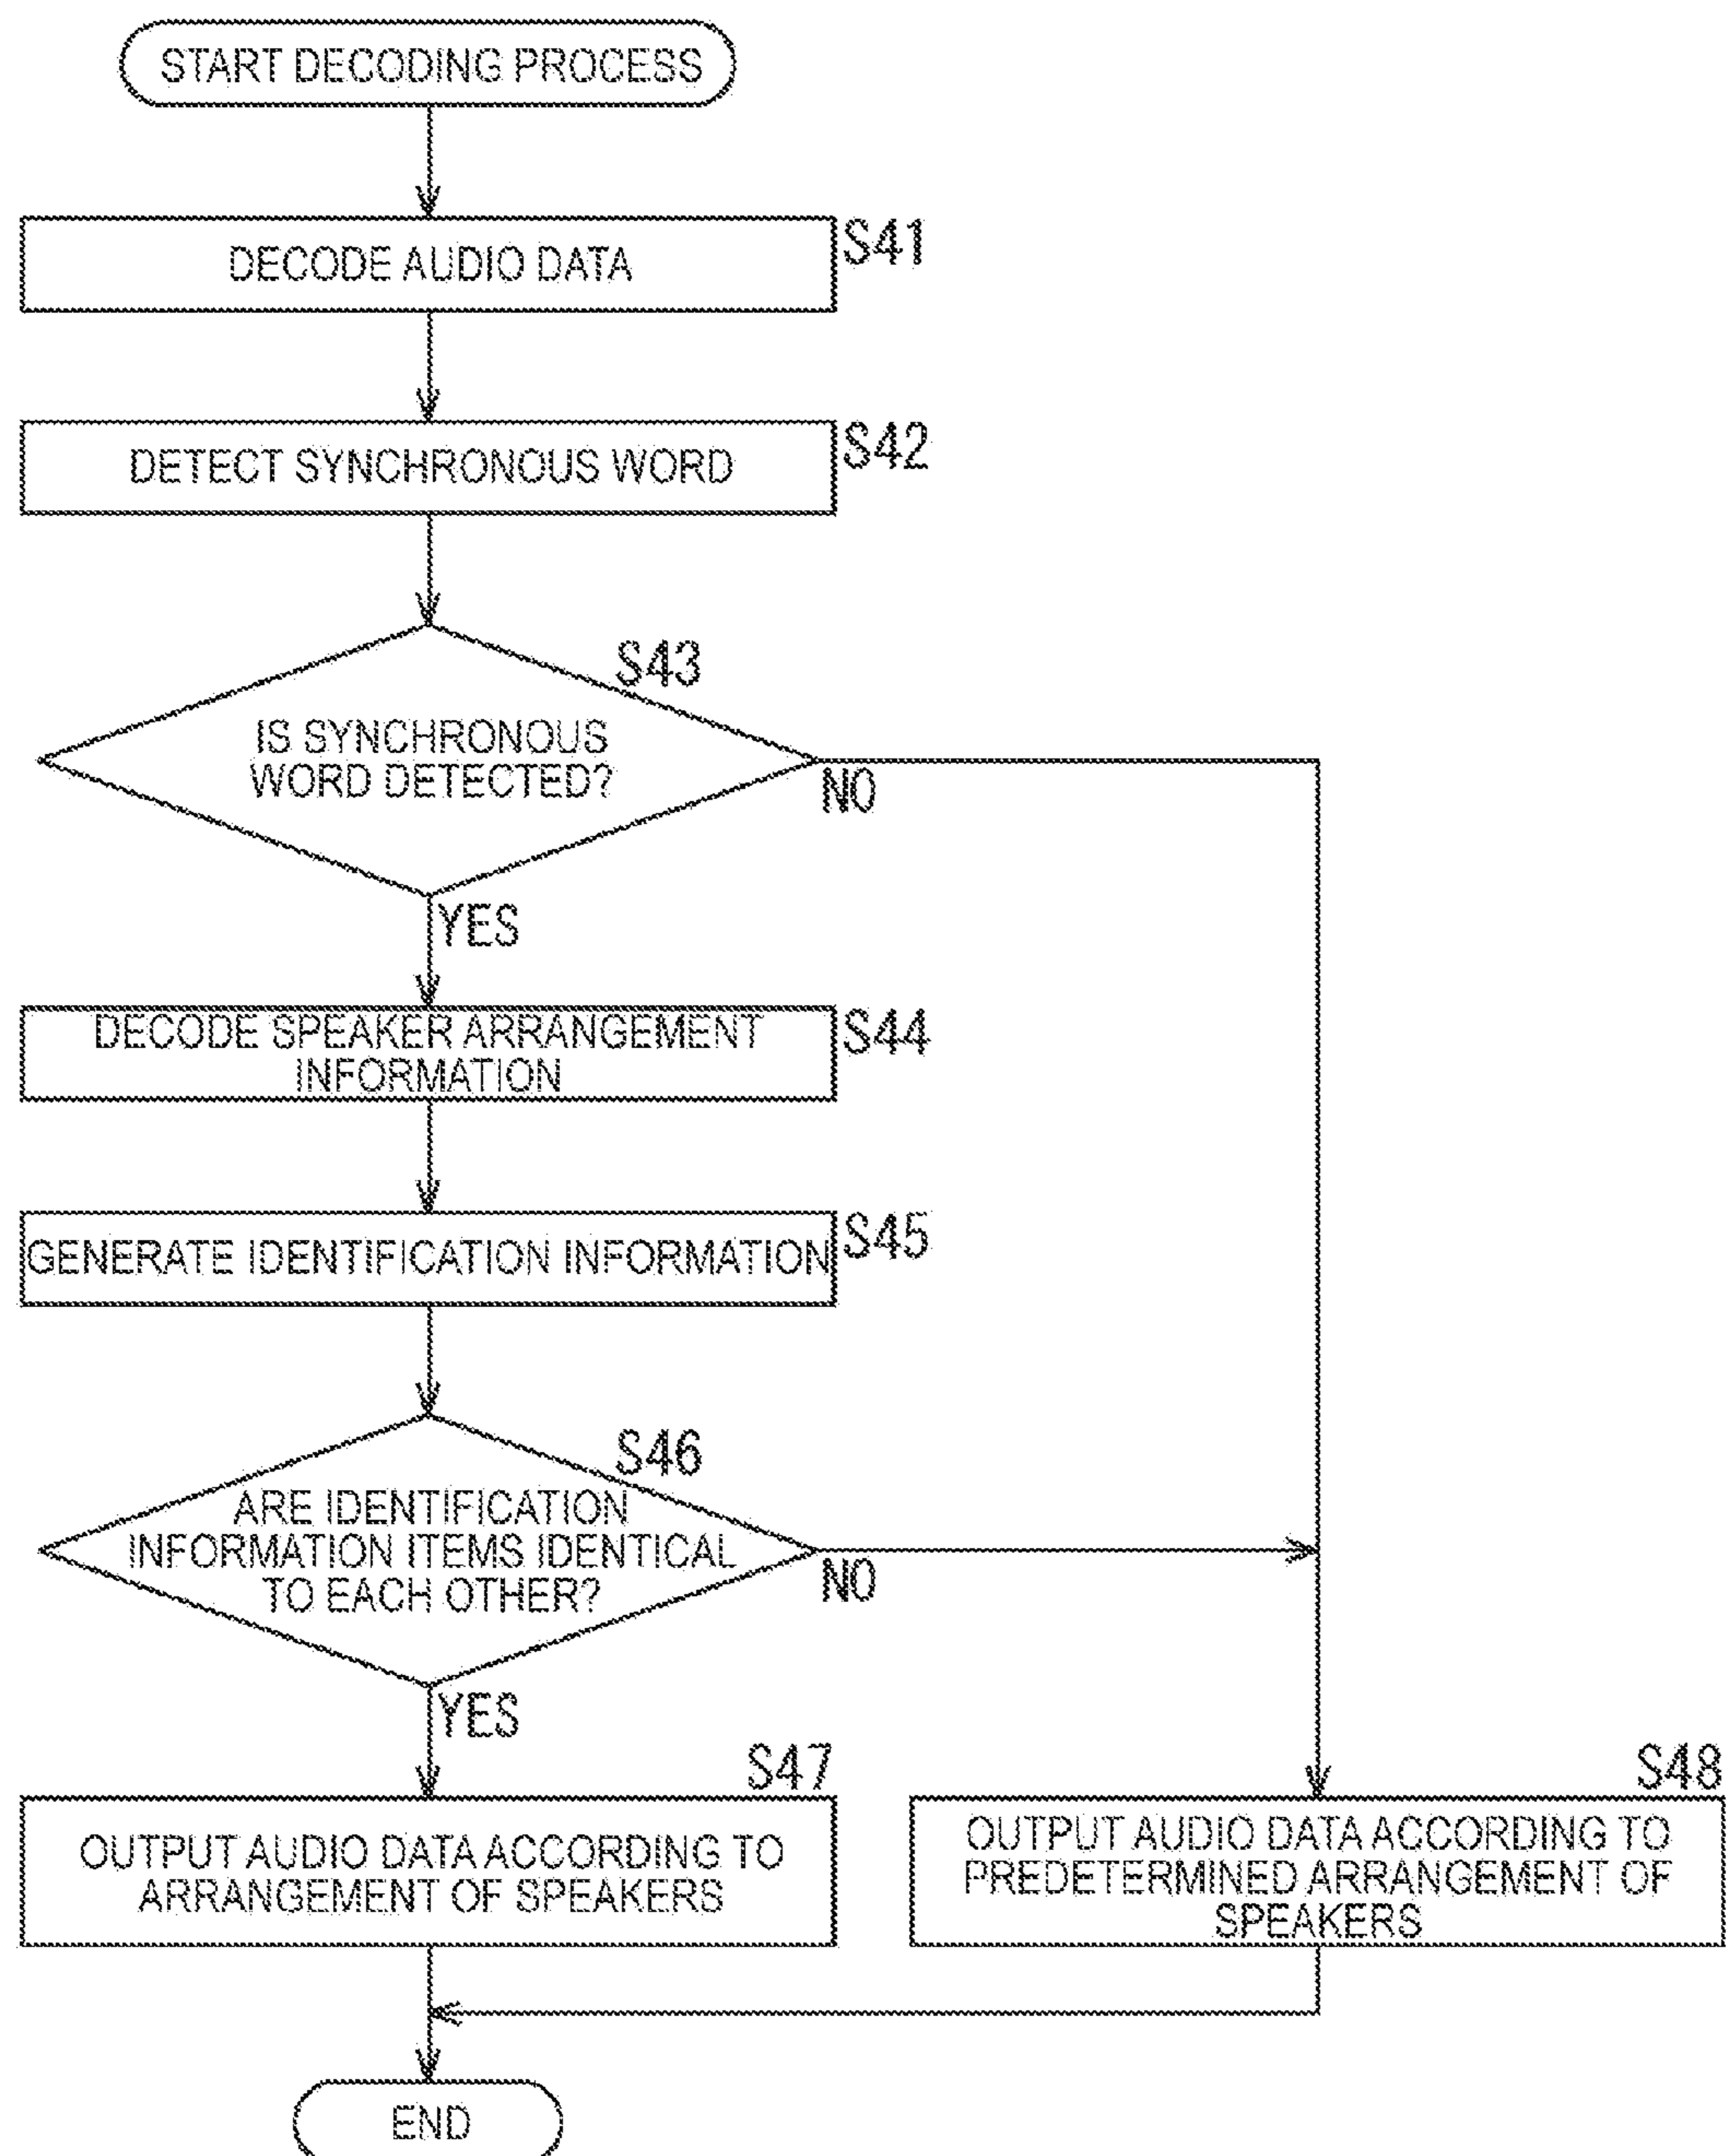 START DECODING PROCESS
DECODE AUDIO DATA
S41
DETECT SYNCHRONOUS WORD
S42
S43
IS SYNCHRONOUS
WORD DETECTED?
NO
YES
DECODE SPEAKER ARRANGEMENT
INFORMATION
S44
GENERATE IDENTIFICATION INFORMATION
S45
S46
ARE IDENTIFICATION
INFORMATION ITEMS IDENTICAL
TO EACH OTHER?
NO
YES
S47
OUTPUT AUDIO DATA ACCORDING TO
ARRANGEMENT OF SPEAKERS
S48
OUTPUT AUDIO DATA ACCORDING TO
PREDETERMINED ARRANGEMENT OF
SPEAKERS
END